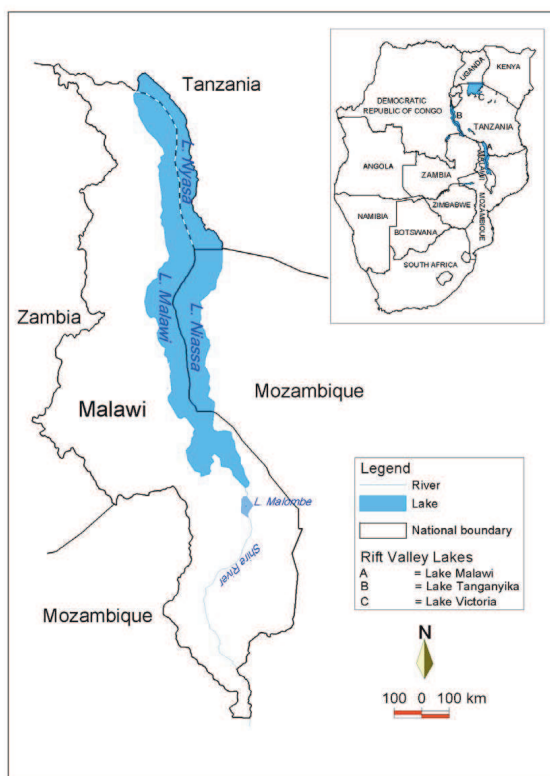 Tanzania
L. Nyasa
Zambia
L. Malawi
L. Niassa
Malawi
Mozambique
L. Malombe
Shire River
Mozambique
UGANDA
KENYA
DEMOCRATIC
REPUBLIC OF CONGO
C
B
TANZANIA
A
ANGOLA
ZAMBIA
MALAWI
ZIMBABWE
MOZAMBIQUE
NAMIBIA
BOTSWANA
SOUTH AFRICA
Legend
River
Lake
National boundary
Rift Valley Lakes
A = Lake Malawi
B = Lake Tanganyika
C = Lake Victoria
N
100 0 100 km